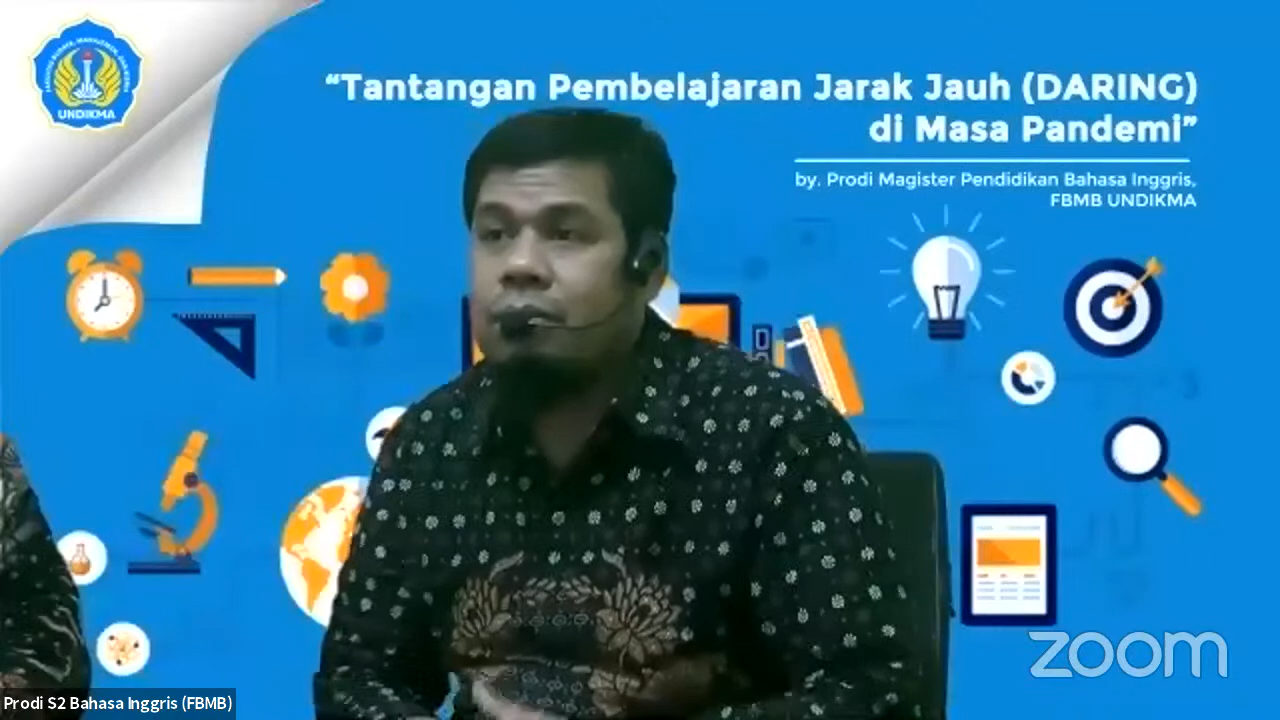 UNDIKMA
“Tantangan Pembelajaran Jarak Jauh (DARING)
di Masa Pandemi”
by. Prodi Magister Pendidikan Bahasa Inggris,
FBMB UNDIKMA
zoom
Prodi S2 Bahasa Inggris (FBMB)